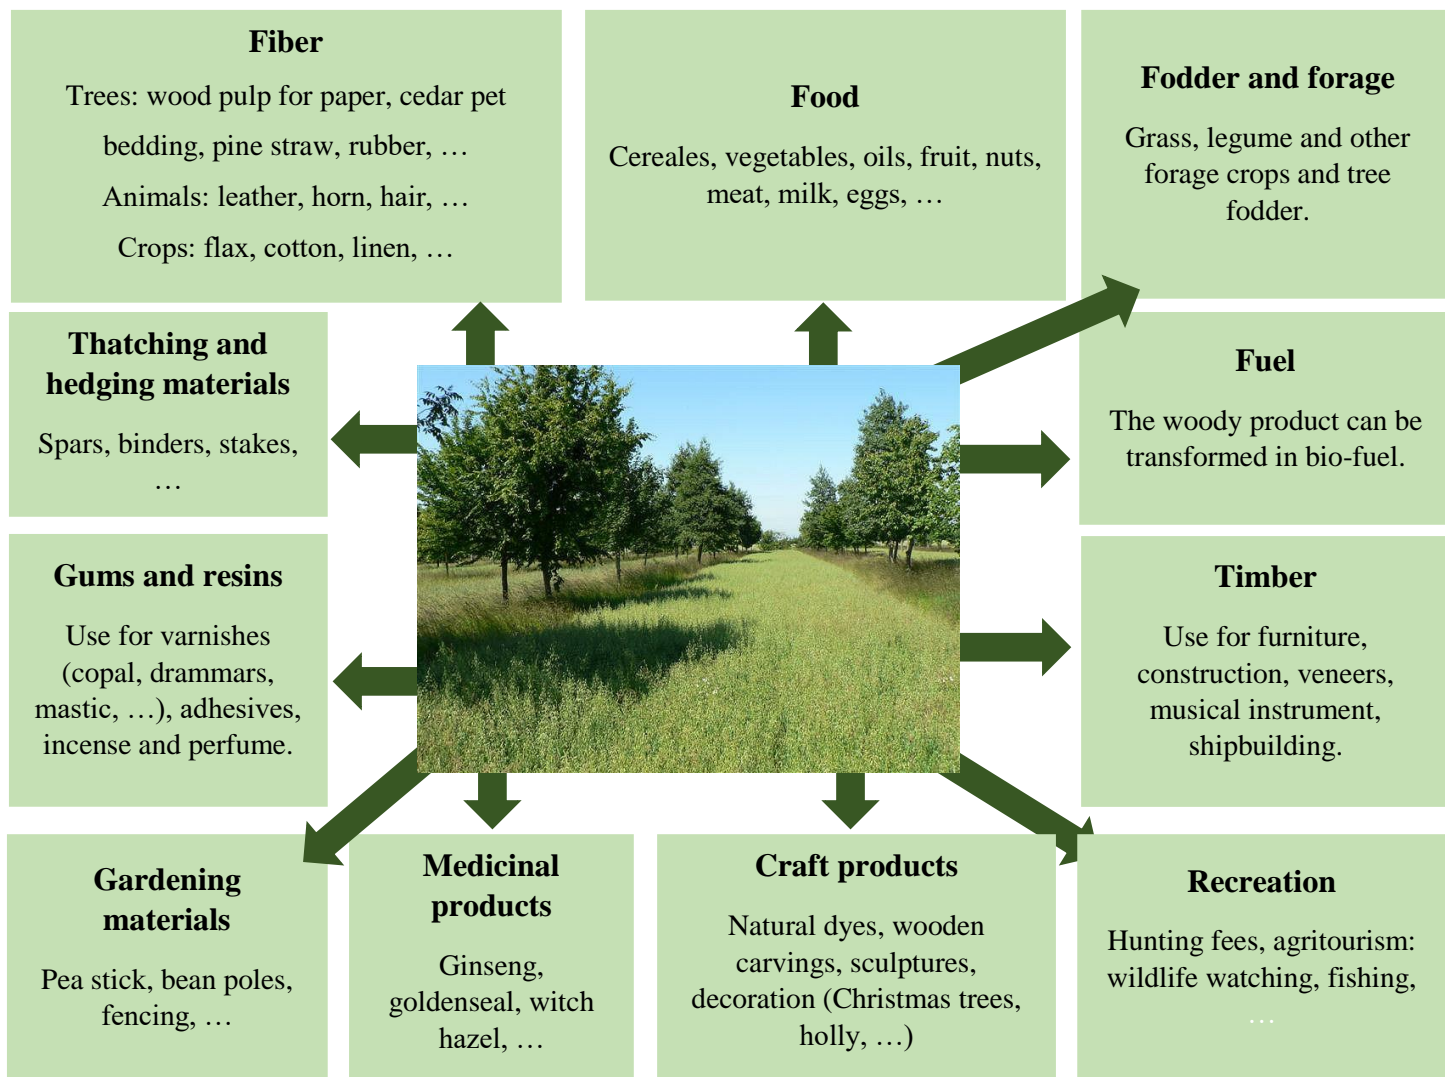 Fiber
Trees: wood pulp for paper, cedar pet
bedding, pine straw, rubber, …
Animals: leather, horn, hair, …
Crops: flax, cotton, linen, …
Food
Cereales, vegetables, oils, fruit, nuts,
meat, milk, eggs, …
Fodder and forage
Grass, legume and other
forage crops and tree
fodder.
Thatching and
hedging materials
Spars, binders, stakes,
…
Fuel
The woody product can be
transformed in bio-fuel.
Gums and resins
Use for varnishes
(copal, drammars,
mastic, …), adhesives,
incense and perfume.
Timber
Use for furniture,
construction, veneers,
musical instrument,
shipbuilding.
Gardening
materials
Pea stick, bean poles,
fencing, …
Medicinal
products
Ginseng,
goldenseal, witch
hazel, …
Craft products
Natural dyes, wooden
carvings, sculptures,
decoration (Christmas trees,
holly, …)
Recreation
Hunting fees, agritourism:
wildlife watching, fishing,
…